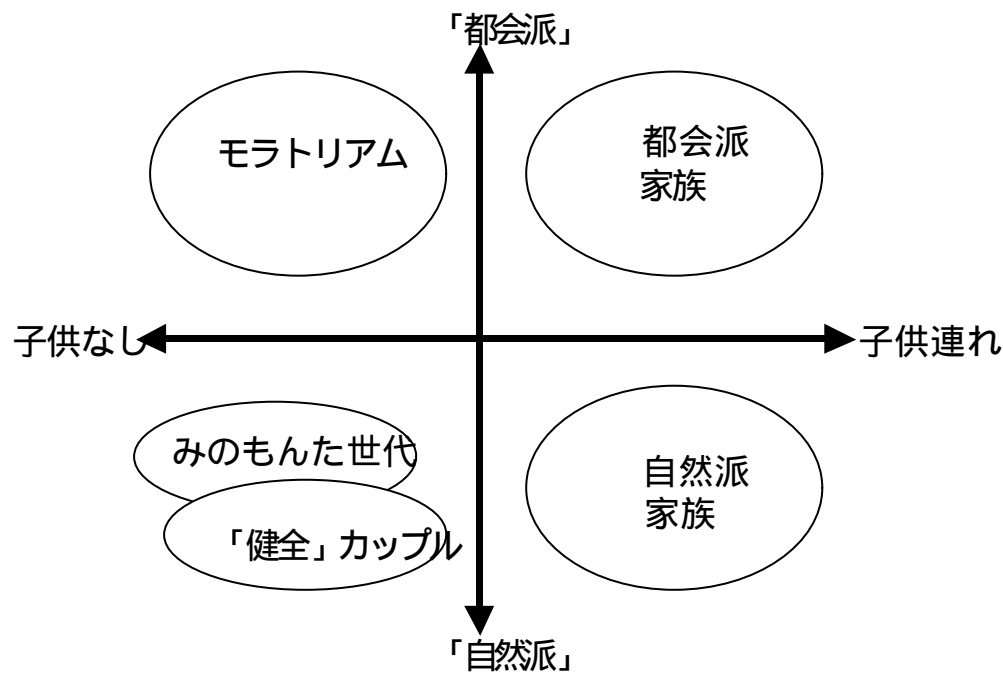 「都会派」
モラトリアム
都会派
家族
子供なし
子供連れ
みのもんた世代
「健全」カップル
自然派
家族
「自然派」